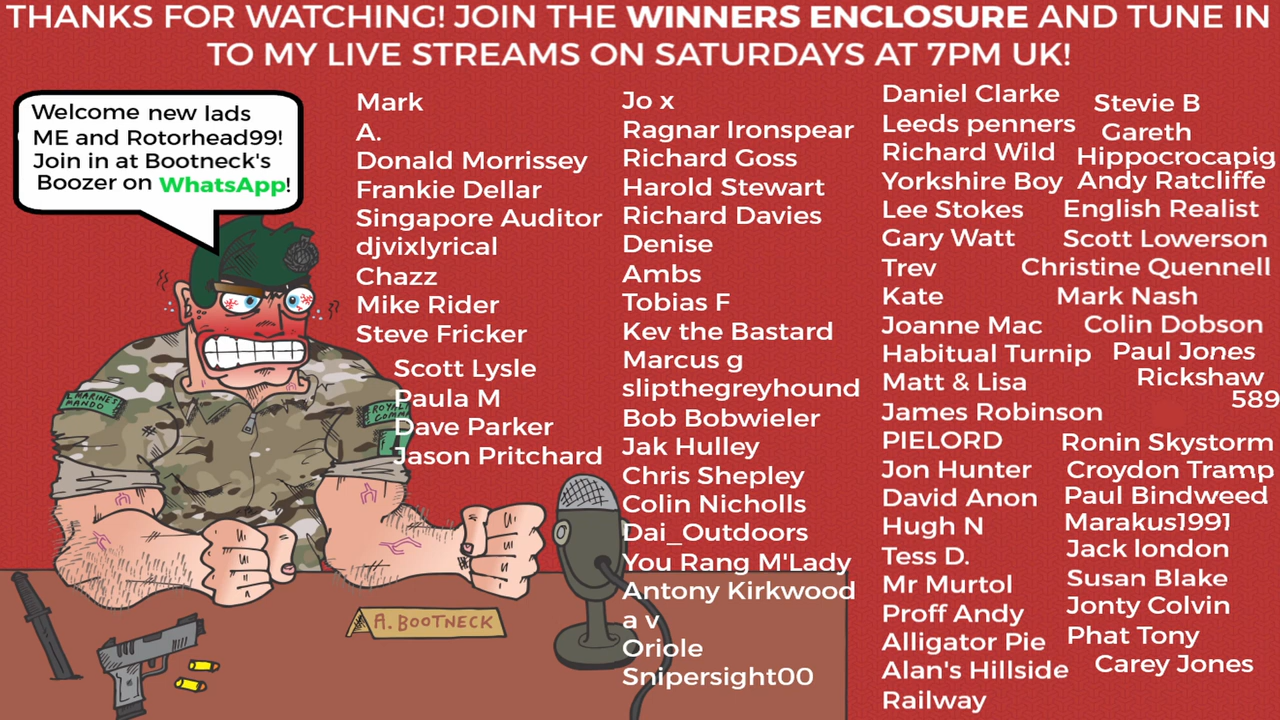 THANKS FOR WATCHING! JOIN THE WINNERS ENCLOSURE AND TUNE IN
TO MY LIVE STREAMS ON SATURDAYS AT 7PM UK!
Welcome new lads
ME and Rotorhead99!
Join in at Bootneck's
Boozer on WhatsApp!
L MARINES
MANDO
ROYAL
COMM
A. BOOTNECK
Mark
A.
Donald Morrissey
Frankie Dellar
Singapore Auditor
djvixlyrical
Chazz
Mike Rider
Steve Fricker
Scott Lysle
Paula M
Dave Parker
Jason Pritchard
Jo x
Ragnar Ironspear
Richard Goss
Harold Stewart
Richard Davies
Denise
Ambs
Tobias F
Kev the Bastard
Marcus g
slipthegreyhound
Bob Bobwieler
Jak Hulley
Chris Shepley
Colin Nicholls
Dai_Outdoors
You Rang M'Lady
Antony Kirkwood
a v
Oriole
Snipersight00
Daniel Clarke
Leeds penners
Richard Wild
Yorkshire Boy
Lee Stokes
Gary Watt
Trev
Kate
Joanne Mac
Habitual Turnip
Matt & Lisa
James Robinson
PIELORD
Jon Hunter
David Anon
Hugh N
Tess D.
Mr Murtol
Proff Andy
Alligator Pie
Alan's Hillside
Railway
Stevie B
Gareth
Hippocrocapig
Andy Ratcliffe
English Realist
Scott Lowerson
Christine Quennell
Mark Nash
Colin Dobson
Paul Jones
Rickshaw
589
Ronin Skystorm
Croydon Tramp
Paul Bindweed
Marakus1991
Jack london
Susan Blake
Jonty Colvin
Phat Tony
Carey Jones